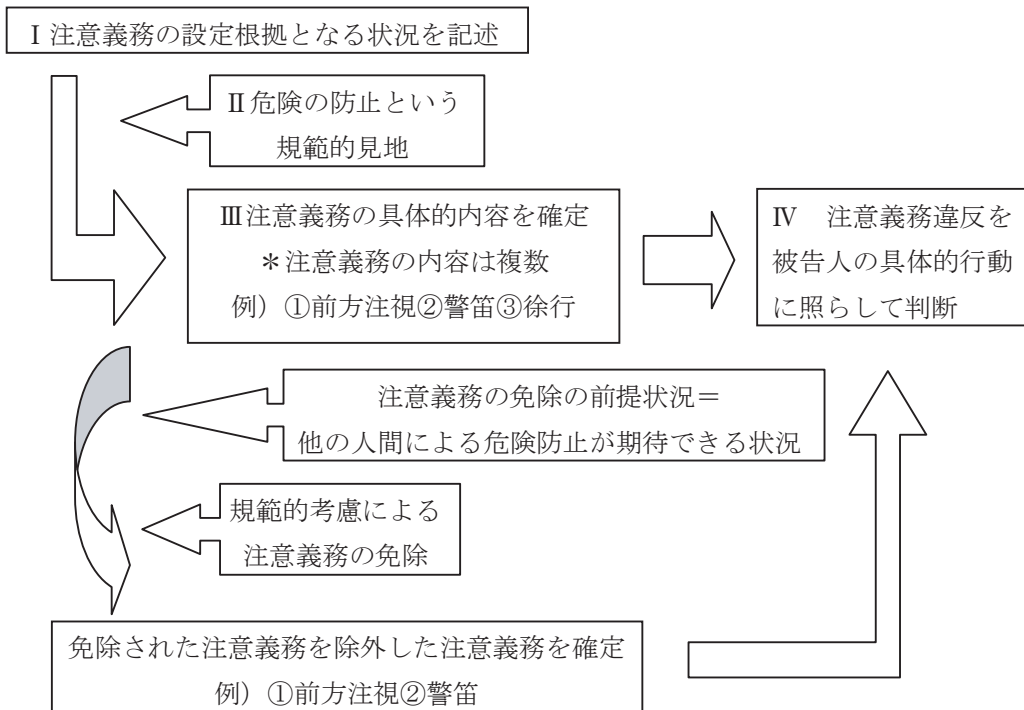 Ⅰ注意義務の設定根拠となる状況を記述
Ⅱ危険の防止という
規範的見地
Ⅲ注意義務の具体的内容を確定
＊注意義務の内容は複数
例）①前方注視②警笛③徐行
Ⅳ　注意義務違反を
被告人の具体的行動
に照らして判断
注意義務の免除の前提状況＝
他の人間による危険防止が期待できる状況
規範的考慮による
注意義務の免除
免除された注意義務を除外した注意義務を確定
例）①前方注視②警笛